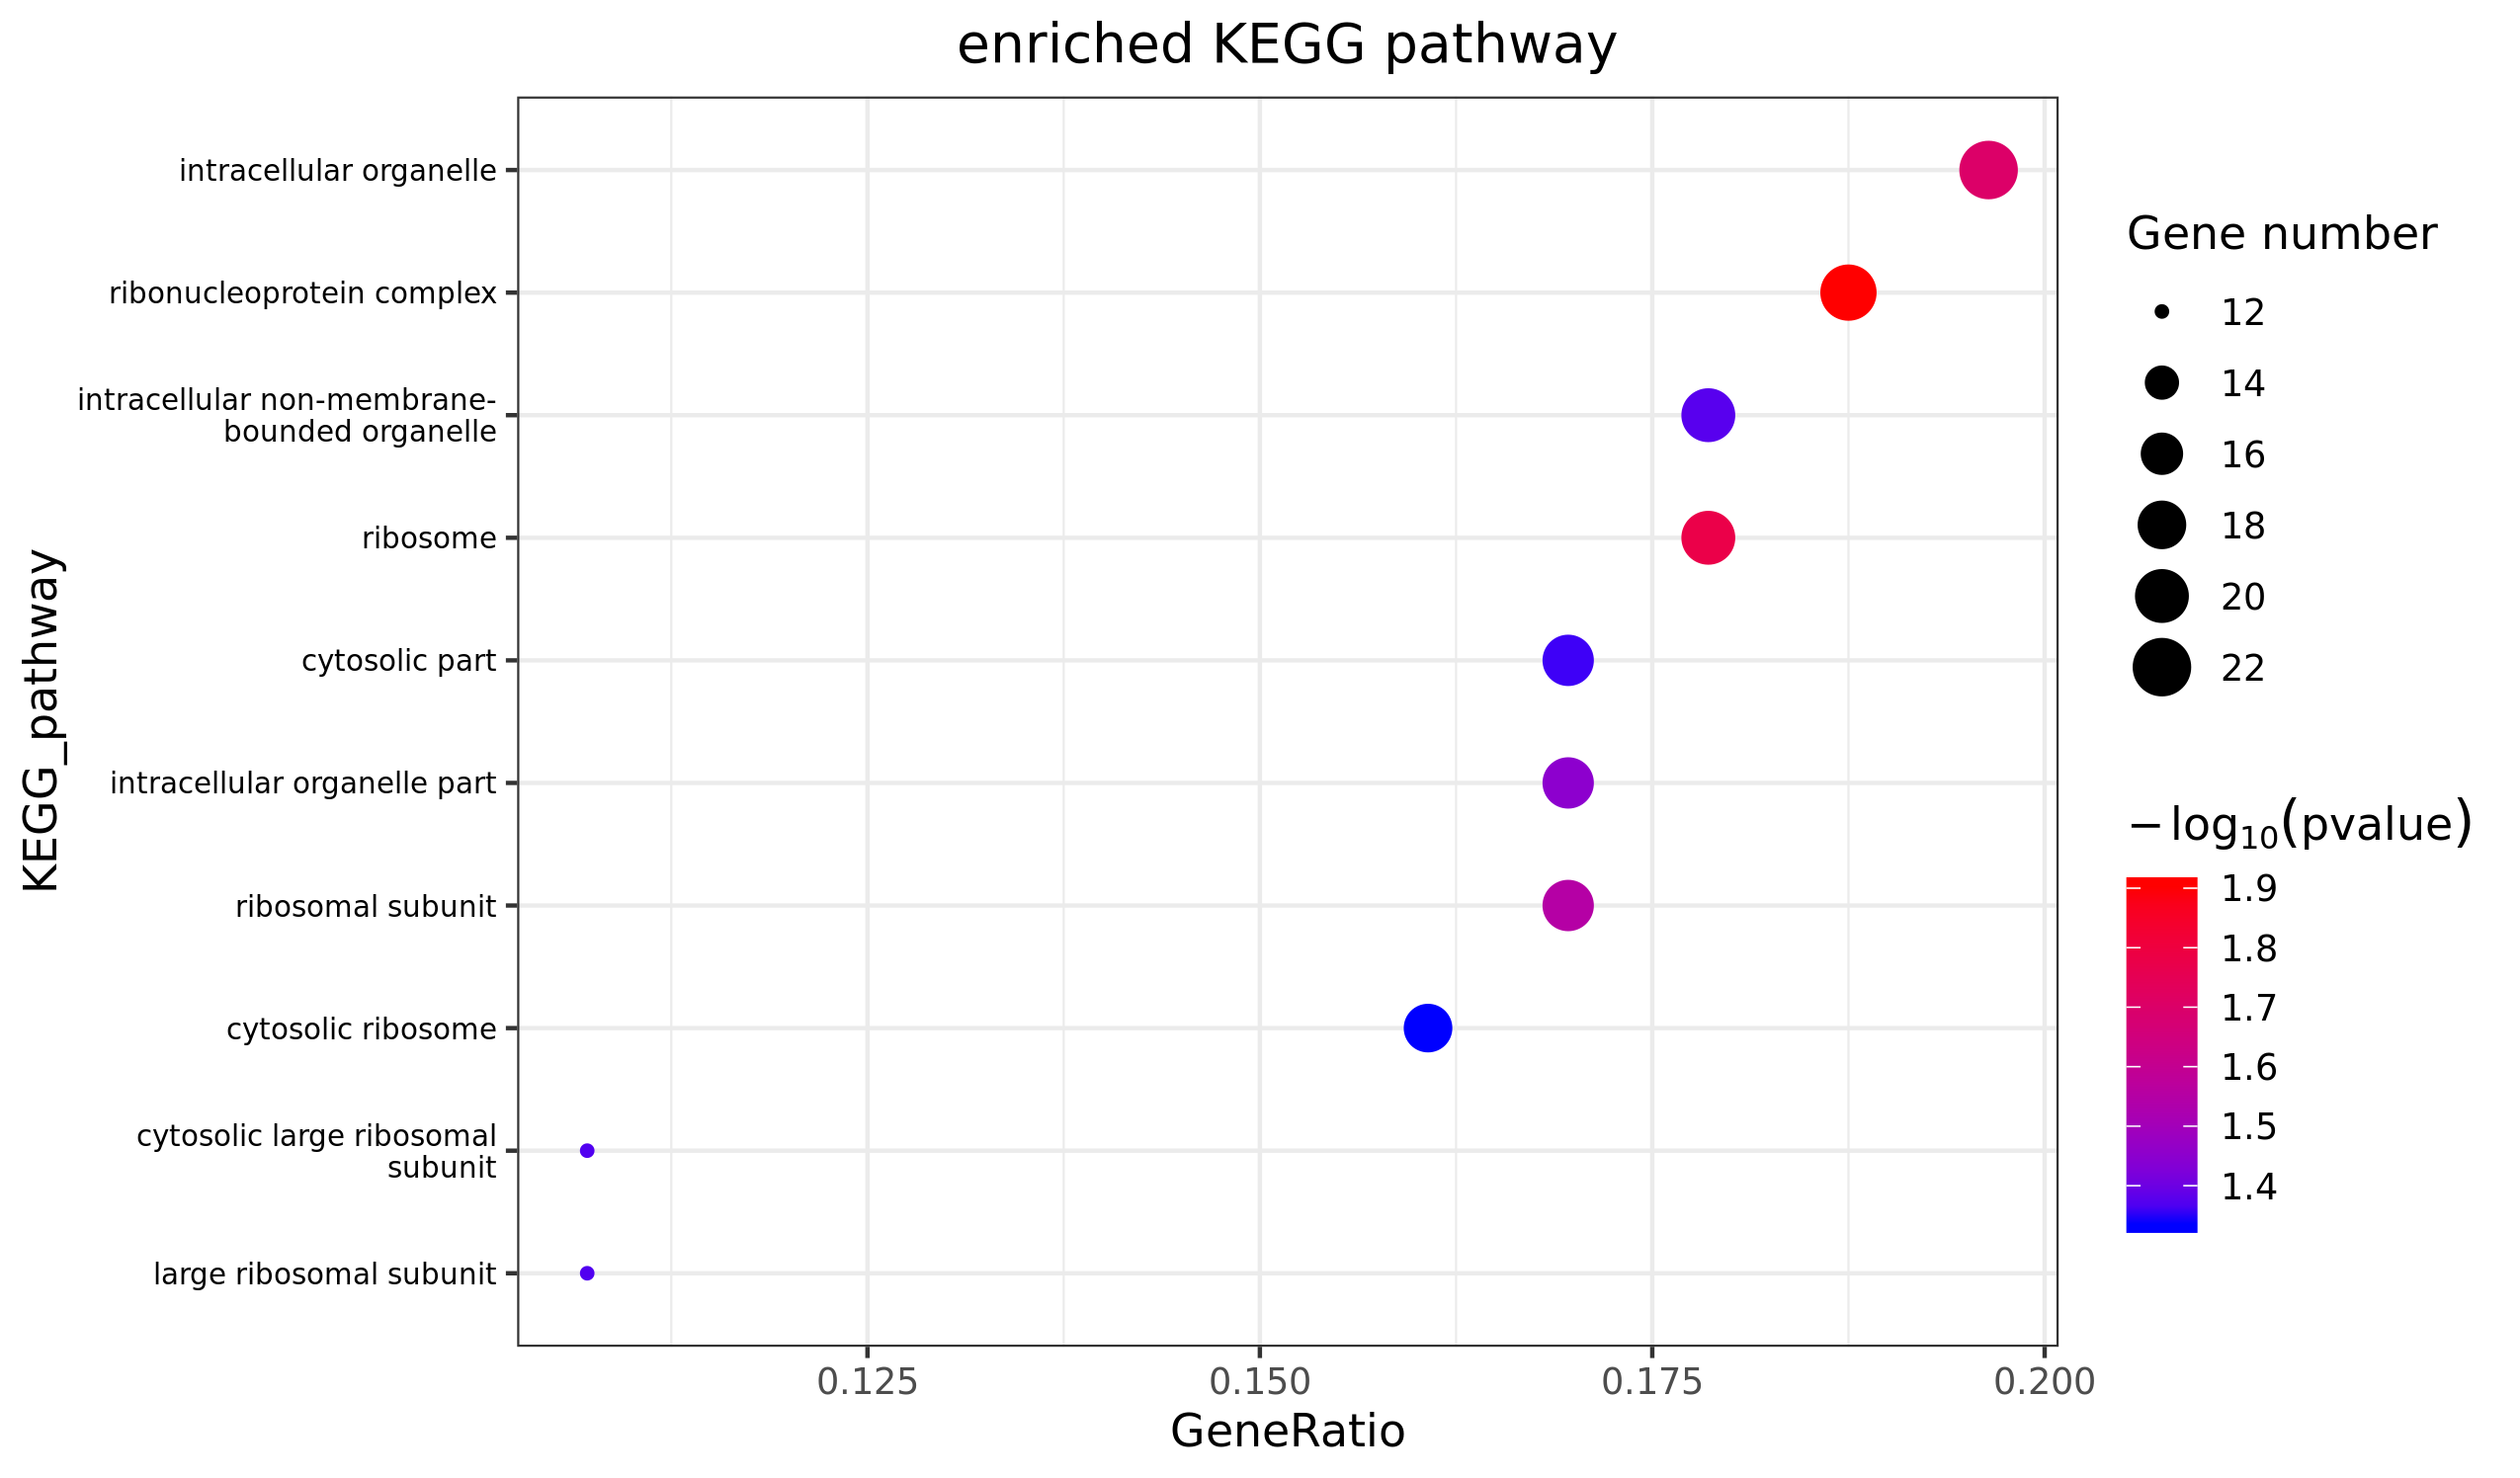 enriched KEGG pathway
KEGG_pathway
intracellular organelle
ribonucleoprotein complex
intracellular non-membrane-
bounded organelle
ribosome
cytosolic part
intracellular organelle part
ribosomal subunit
cytosolic ribosome
cytosolic large ribosomal
subunit
large ribosomal subunit
0.125
0.150
0.175
0.200
GeneRatio
Gene number
12
14
16
18
20
22
−log₁₀(pvalue)
1.9
1.8
1.7
1.6
1.5
1.4